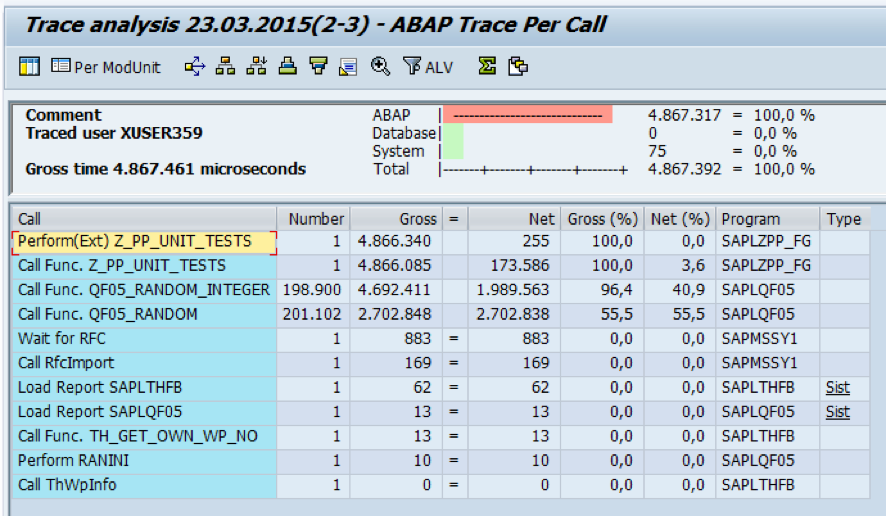 Trace analysis 23.03.2015(2-3) - ABAP Trace Per Call
Per ModUnit ALV
Comment ABAP |----------------------------- 4.867.317 = 100,0 %
Traced user XUSER359 Database| 0 = 0,0 %
System | 75 = 0,0 %
Gross time 4.867.461 microseconds Total |-------+-------+-------+-------+ 4.867.392 = 100,0 %
Call Number Gross = Net Gross (%) Net (%) Program Type
Perform(Ext) Z_PP_UNIT_TESTS 1 4.866.340 255 100,0 0,0 SAPLZPP_FG
Call Func. Z_PP_UNIT_TESTS 1 4.866.085 173.586 100,0 3,6 SAPLZPP_FG
Call Func. QF05_RANDOM_INTEGER 198.900 4.692.411 1.989.563 96,4 40,9 SAPLQF05
Call Func. QF05_RANDOM 201.102 2.702.848 2.702.838 55,5 55,5 SAPLQF05
Wait for RFC 1 883 = 883 0,0 0,0 SAPMSSY1
Call RfcImport 1 169 = 169 0,0 0,0 SAPMSSY1
Load Report SAPLTHFB 1 62 = 62 0,0 0,0 SAPLTHFB Sist
Load Report SAPLQF05 1 13 = 13 0,0 0,0 SAPLQF05 Sist
Call Func. TH_GET_OWN_WP_NO 1 13 = 13 0,0 0,0 SAPLTHFB
Perform RANINI 1 10 = 10 0,0 0,0 SAPLQF05
Call ThWpInfo 1 0 = 0 0,0 0,0 SAPLTHFB